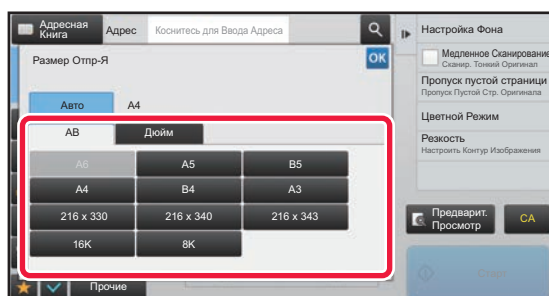 Адресная
Книга
Адрес
Коснитесь для Ввода Адреса
Размер Отпр-Я
OK
Авто
A4
AB
Дюйм
A6
A5
B5
A4
B4
A3
216 x 330
216 x 340
216 x 343
16K
8K
Прочие
Настройка Фона
Медленное Сканирование
Сканир. Тонкий Оригинал
Пропуск пустой страници
Пропуск Пустой Стр. Оригинала
Цветной Режим
Резкость
Настроить Контур Изображения
Предварит.
Просмотр
CA
Старт